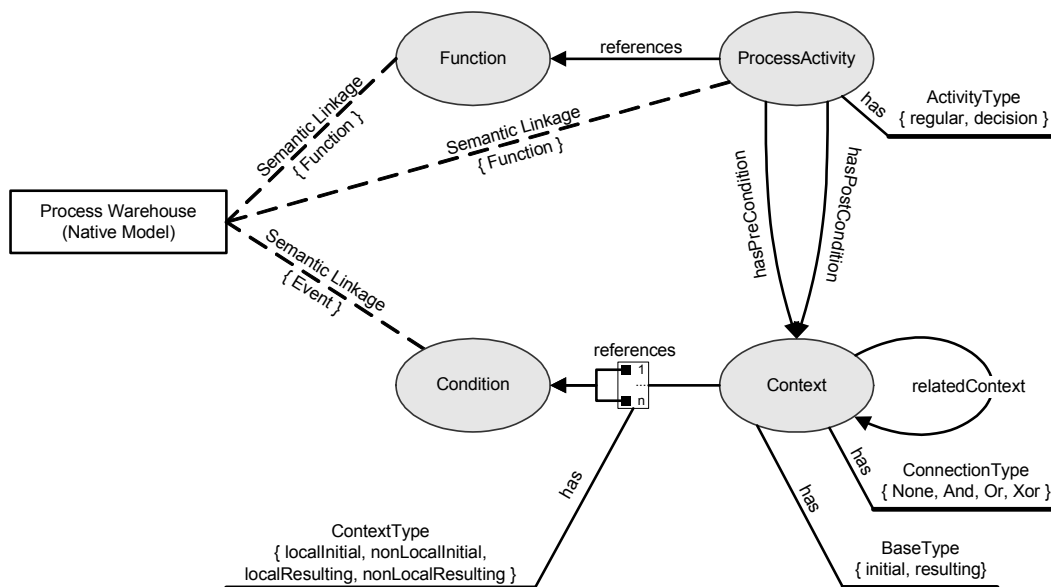 Function
references
ProcessActivity
has
ActivityType
{ regular, decision }
Semantic Linkage
{ Function }
Semantic Linkage
{ Function }
Process Warehouse
(Native Model)
hasPreCondition
hasPostCondition
Semantic Linkage
{ Event }
Condition
references
1
...
n
Context
relatedContext
has
ConnectionType
{ None, And, Or, Xor }
has
ContextType
{ localInitial, nonLocalInitial,
localResulting, nonLocalResulting }
has
BaseType
{ initial, resulting}